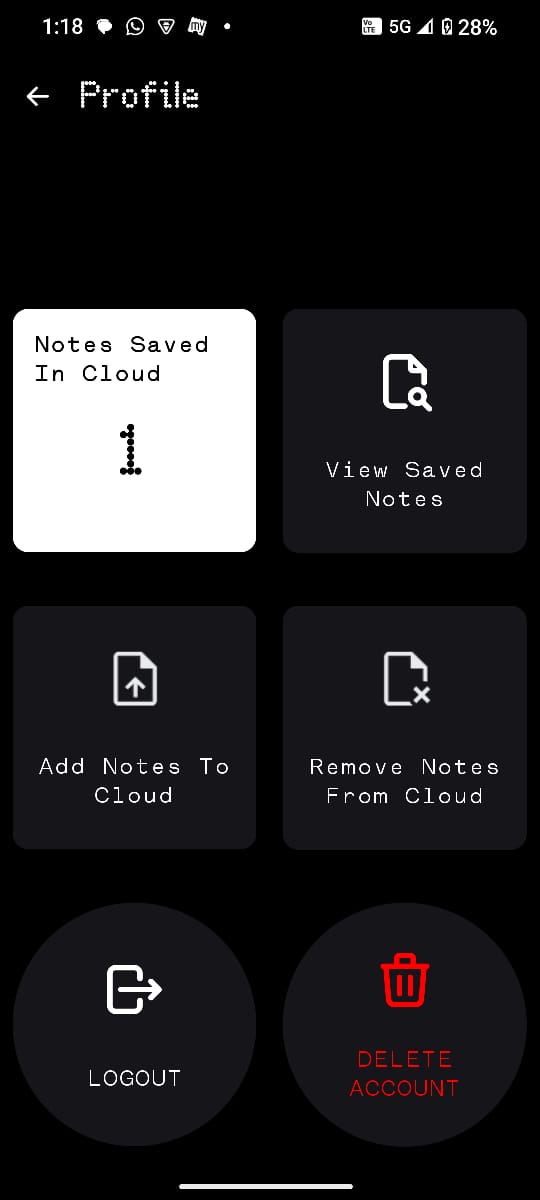 1:18 my Vo LTE 5G 28%
Profile
Notes Saved
In Cloud
1
View Saved
Notes
Add Notes To
Cloud
Remove Notes
From Cloud
LOGOUT
DELETE
ACCOUNT